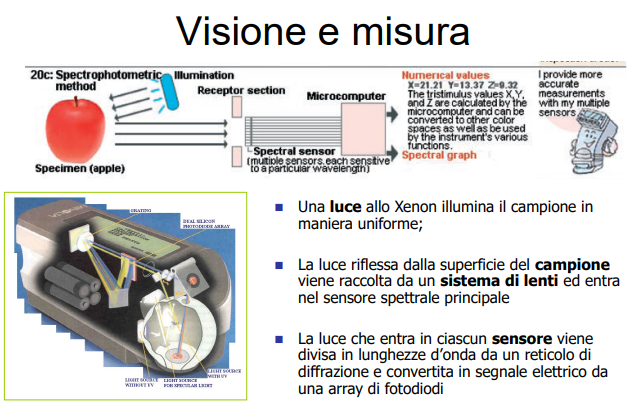 Visione e misura
20c: Spectrophotometric
method
Illumination
Receptor section
Microcomputer
Specimen (apple)
Spectral sensor
(multiple sensors, each sensitive
to a particular wavelength)
Numerical values
X=21.21 Y=13.37 Z=9.32
The tristimulus values X,Y,
and Z are calculated by the
microcomputer and can be
converted to other color
spaces as well as be used
by the instrument's various
functions.
Spectral graph
I provide more
accurate
measurements
with my multiple
sensors
GRATING
DUAL SILICON
PHOTODIODE ARRAY
LIGHT SOURCE
WITH UV
LIGHT SOURCE
WITHOUT UV
LIGHT SOURCE
FOR SPECULAR LIGHT
Una luce allo Xenon illumina il campione in
maniera uniforme;
La luce riflessa dalla superficie del campione
viene raccolta da un sistema di lenti ed entra
nel sensore spettrale principale
La luce che entra in ciascun sensore viene
divisa in lunghezze d'onda da un reticolo di
diffrazione e convertita in segnale elettrico da
una array di fotodiodi